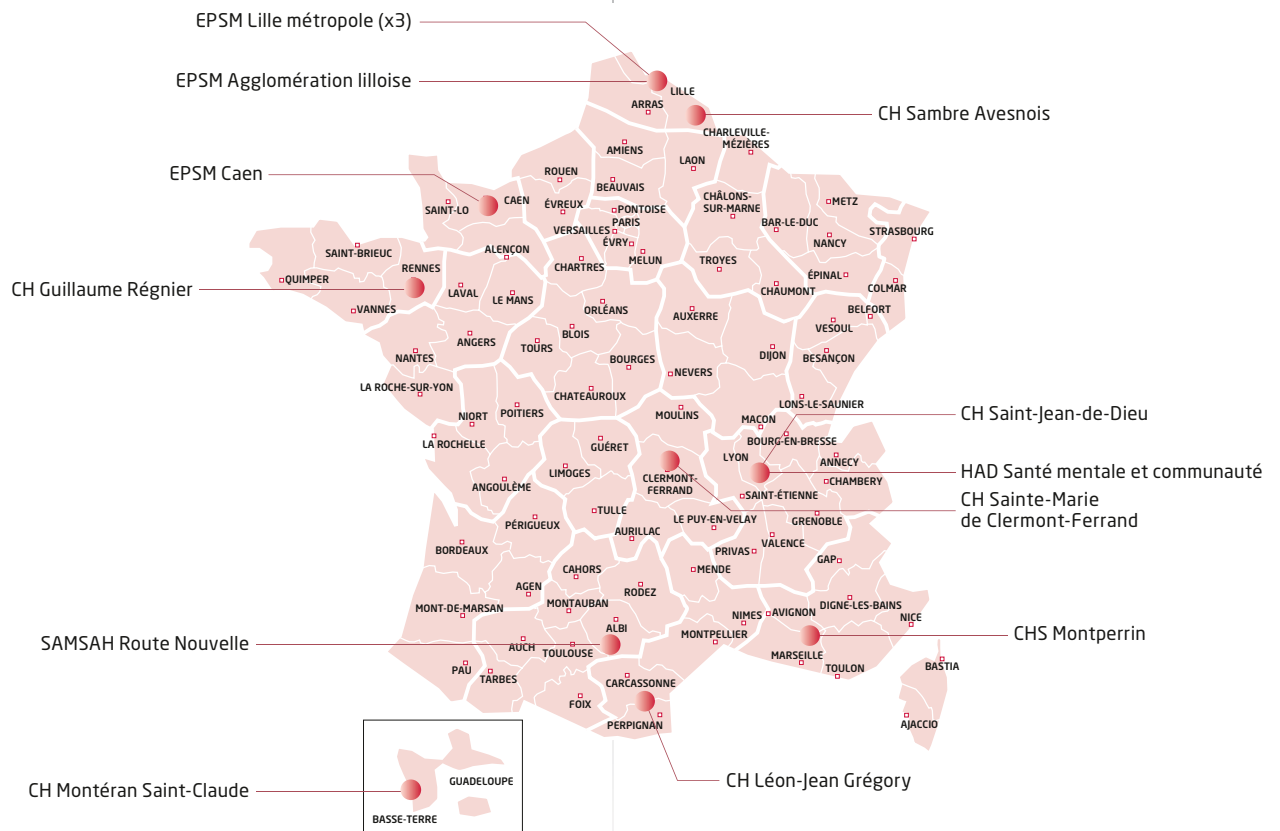 EPSM Lille métropole (x3)
EPSM Agglomération lilloise
LILLE
ARRAS
CH Sambre Avesnois
CHARLEVILLE-
MÉZIÈRES
AMIENS
LAON
EPSM Caen
ROUEN
BEAUVAIS
SAINT-LO
CAEN
ÉVREUX
PONTOISE
PARIS
VERSAILLES
ÉVRY
MELUN
CHÂLONS-
SUR-MARNE
METZ
BAR-LE-DUC
NANCY
STRASBOURG
SAINT-BRIEUC
ALENÇON
CHARTRES
TROYES
ÉPINAL
COLMAR
CH Guillaume Régnier
QUIMPER
RENNES
VANNES
LAVAL
LE MANS
ORLÉANS
AUXERRE
CHAUMONT
BELFORT
VESOUL
NANTES
ANGERS
TOURS
BLOIS
BOURGES
NEVERS
DIJON
BESANÇON
LA ROCHE-SUR-YON
CHATEAUROUX
NIORT
POITIERS
MOULINS
LONS-LE-SAUNIER
MACON
CH Saint-Jean-de-Dieu
LA ROCHELLE
GUÉRET
BOURG-EN-BRESSE
LYON
ANNECY
HAD Santé mentale et communauté
ANGOULÊME
LIMOGES
CLERMONT-
FERRAND
CHAMBERY
SAINT-ÉTIENNE
CH Sainte-Marie
de Clermont-Ferrand
PÉRIGUEUX
TULLE
AURILLAC
LE PUY-EN-VELAY
GRENOBLE
BORDEAUX
PRIVAS
VALENCE
GAP
CAHORS
MENDE
AGEN
RODEZ
MONT-DE-MARSAN
MONTAUBAN
ALBI
NIMES
AVIGNON
DIGNE-LES-BAINS
NICE
SAMSAH Route Nouvelle
AUCH
TOULOUSE
MONTPELLIER
MARSEILLE
TOULON
CHS Montperrin
PAU
TARBES
FOIX
CARCASSONNE
PERPIGNAN
BASTIA
AJACCIO
CH Léon-Jean Grégory
CH Montéran Saint-Claude
GUADELOUPE
BASSE-TERRE